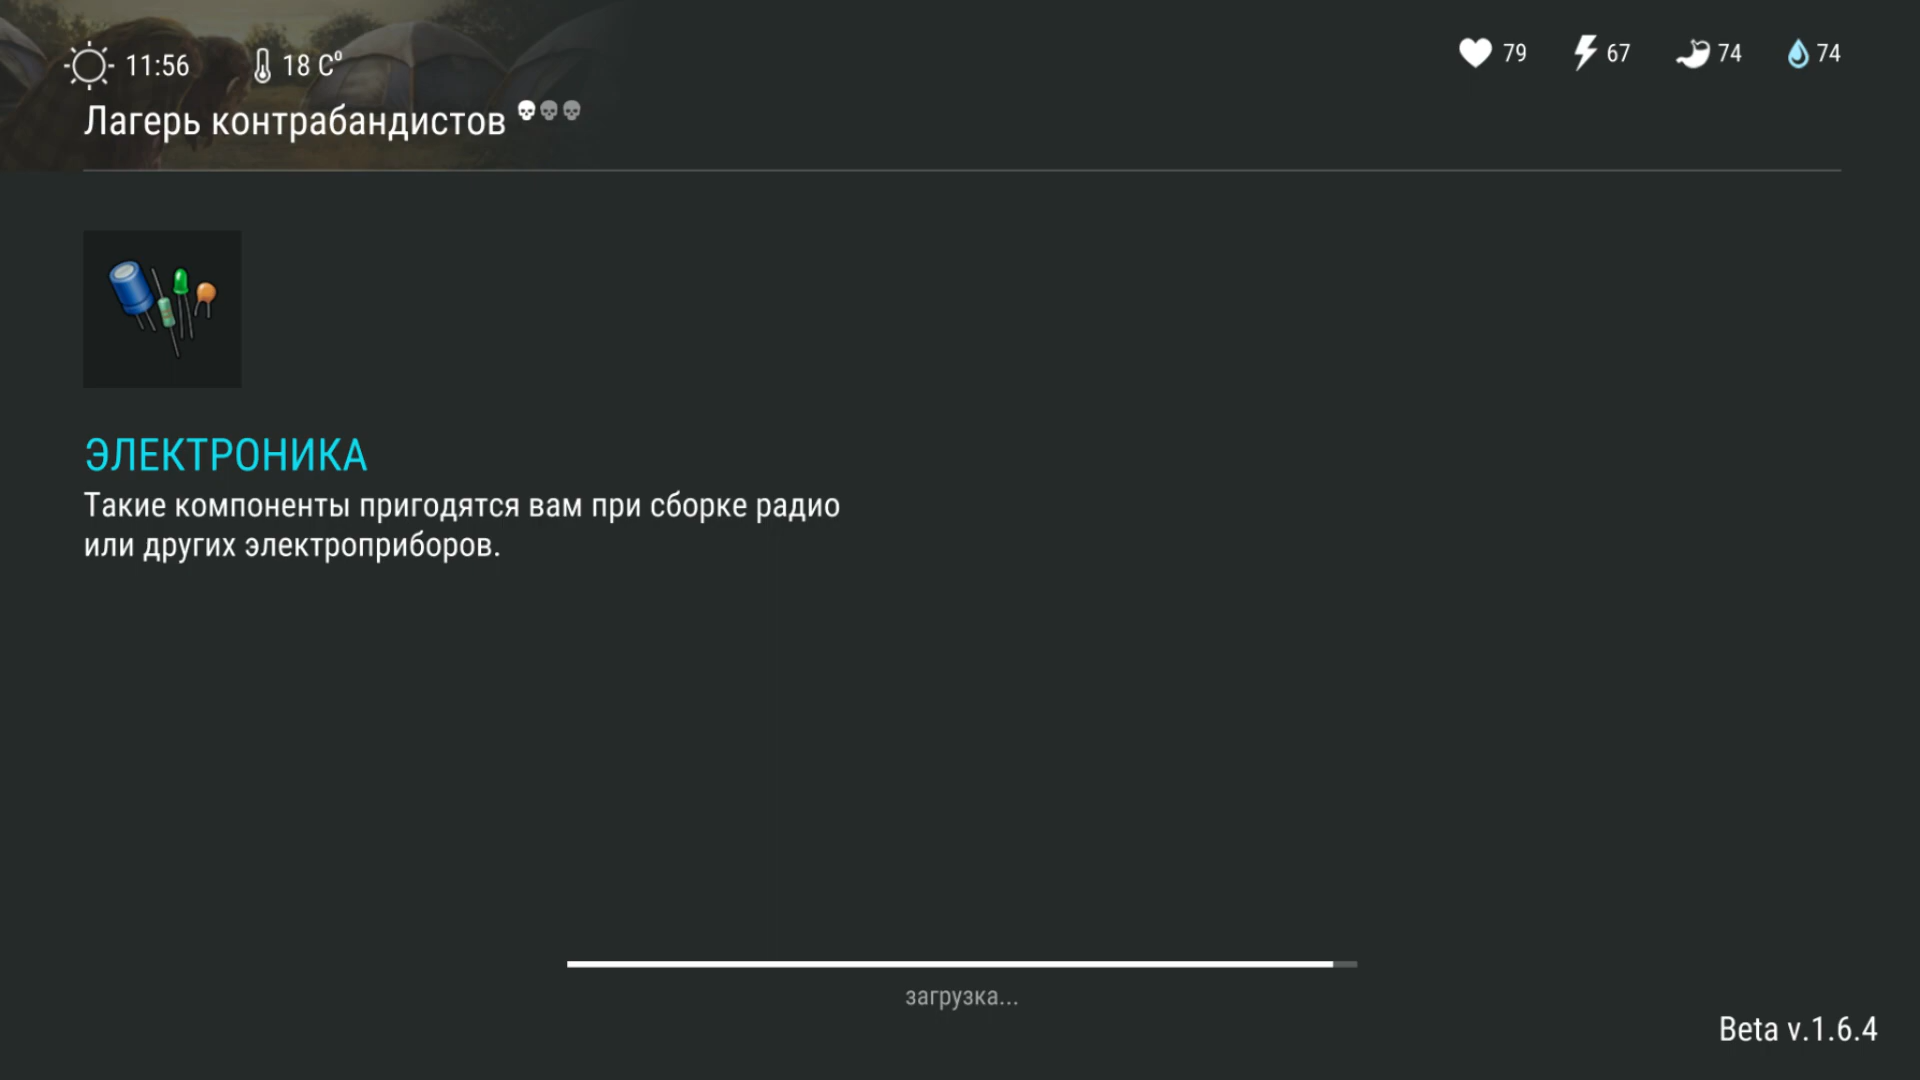 11:56
18 C⁰
79
67
74
74
Лагерь контрабандистов
ЭЛЕКТРОНИКА
Такие компоненты пригодятся вам при сборке радио
или других электроприборов.
загрузка...
Beta v.1.6.4